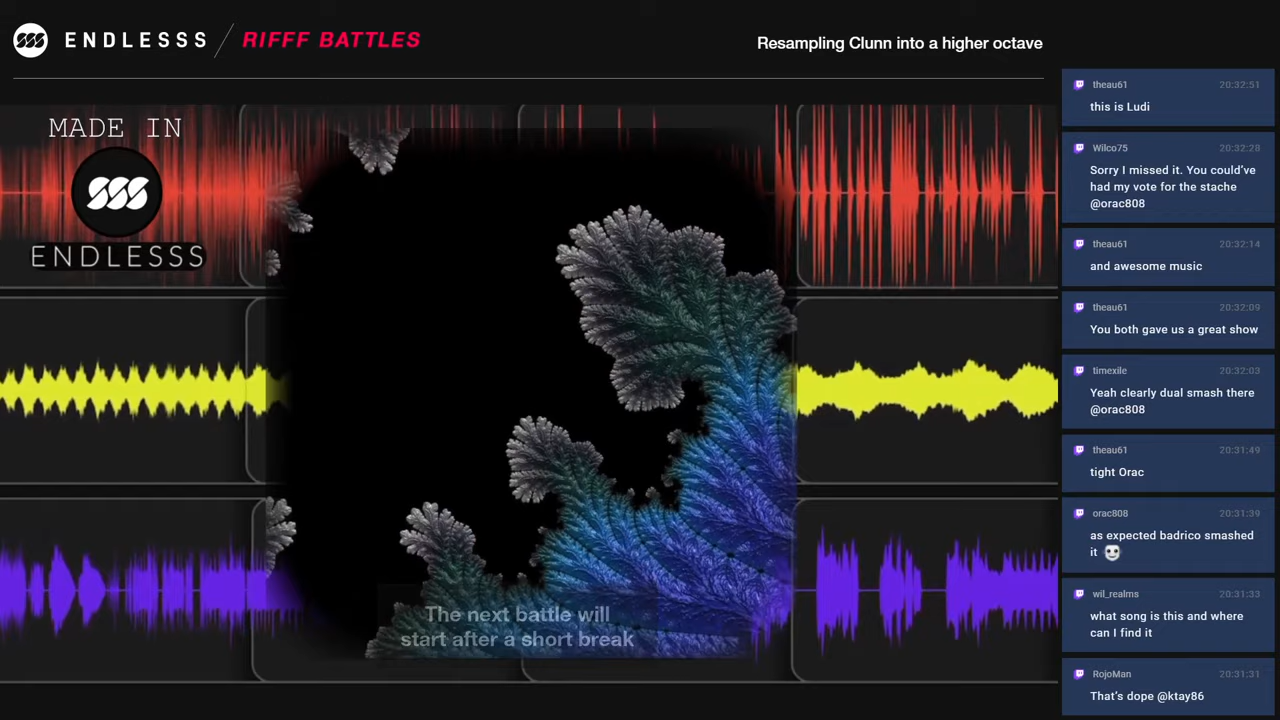 ENDLESSS / RIFFF BATTLES
Resampling Clunn into a higher octave
MADE IN
ENDLESSS
The next battle will
start after a short break
theau61 20:32:51
this is Ludi
Wilco75 20:32:28
Sorry I missed it. You could've
had my vote for the stache
@orac808
theau61 20:32:14
and awesome music
theau61 20:32:09
You both gave us a great show
timexile 20:32:03
Yeah clearly dual smash there
@orac808
theau61 20:31:49
tight Orac
orac808 20:31:39
as expected badrico smashed
it
wil_realms 20:31:33
what song is this and where
can I find it
RojoMan 20:31:31
That's dope @ktay86